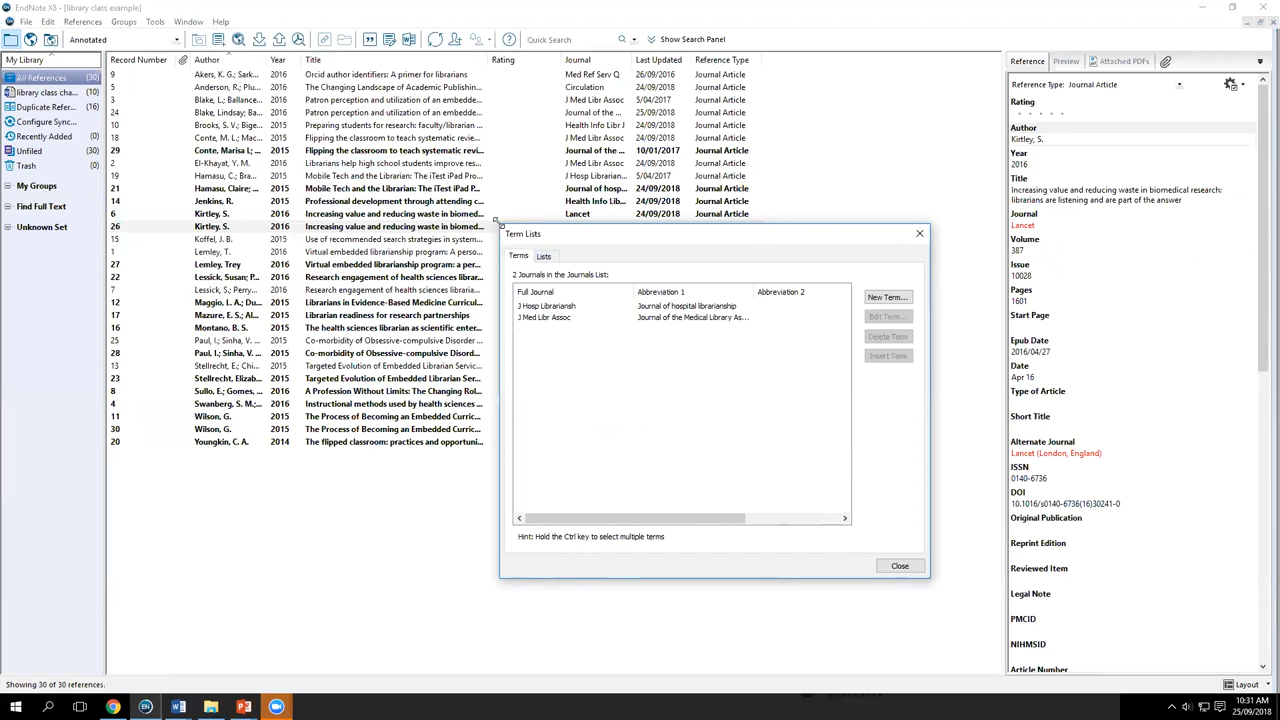 EndNote X8 - [library class example]
File Edit References Groups Tools Window Help
Annotated Quick Search Show Search Panel
My Library
All References (30)
library class cha... (10)
Duplicate Refer... (16)
Configure Sync...
Recently Added (0)
Unfiled (30)
Trash (0)
My Groups
Find Full Text
Unknown Set
Record Number Author Year Title Rating Journal Last Updated Reference Type
9 Akers, K. G.; Sark... 2016 Orcid author identifiers: A primer for librarians Med Ref Serv Q 26/09/2016 Journal Article
5 Anderson, R.; Plu... 2016 The Changing Landscape of Academic Publishin... Circulation 24/09/2018 Journal Article
3 Blake, L.; Ballance... 2016 Patron perception and utilization of an embedde... J Med Libr Assoc 5/04/2017 Journal Article
24 Blake, Lindsay; Ba... 2016 Patron perception and utilization of an embedde... Journal of the ... 25/09/2018 Journal Article
10 Brooks, S. V.; Bige... 2016 Preparing students for research: faculty/librarian Health Info Libr J 24/09/2018 Journal Article
18 Conte, M. L.; Ma... 2016 Flipping the classroom to teach systematic revie... J Med Libr Assoc 24/09/2018 Journal Article
29 Conte, Marisa L; ... 2015 Flipping the classroom to teach systematic revi... Journal of the... 10/01/2017 Journal Article
2 El-Khayat, Y. M. 2016 Librarians help high school students improve res... J Med Libr Assoc 24/09/2018 Journal Article
19 Hamasu, C.; Bra... 2015 Mobile Tech and the Librarian: The iTest iPad Pr... J Hosp Librarian... 5/04/2017 Journal Article
21 Hamasu, Claire; ... 2015 Mobile Tech and the Librarian: The iTest iPad P... Journal of hosp... 24/09/2018 Journal Article
14 Jenkins, R. 2015 Professional development through attending c... Health Info Lib... 24/09/2018 Journal Article
6 Kirtley, S. 2016 Increasing value and reducing waste in biomed... Lancet 24/09/2018 Journal Article
26 Kirtley, S. 2016 Increasing value and reducing waste in biomed...
15 Koffel, J. B. 2015 Use of recommended search strategies in system...
1 Lemley, T. 2016 Virtual embedded librarianship program: A perso...
27 Lemley, Trey 2016 Virtual embedded librarianship program: a per...
22 Lessick, Susan; P... 2016 Research engagement of health sciences librar...
7 Lessick, S.; Perry... 2016 Research engagement of health sciences librarian...
12 Maggio, L. A.; D... 2015 Librarians in Evidence-Based Medicine Curricul...
17 Mazure, E. S.; Al... 2015 Librarian readiness for research partnerships
16 Montano, B. S. 2016 The health sciences librarian as scientific enter...
25 Paul, I.; Sinha, V. ... 2015 Co-morbidity of Obsessive-compulsive Disorder...
28 Paul, I.; Sinha, V. ... 2015 Co-morbidity of Obsessive-compulsive Disord...
13 Stellrecht, E.; Chi... 2015 Targeted Evolution of Embedded Librarian Servic...
23 Stellrecht, Elizab... 2015 Targeted Evolution of Embedded Librarian Ser...
8 Sullo, E.; Gomes, ... 2016 A Profession Without Limits: The Changing Rol...
4 Swanberg, S. M.;... 2016 Instructional methods used by health sciences ...
11 Wilson, G. 2015 The Process of Becoming an Embedded Curric...
30 Wilson, G. 2015 The Process of Becoming an Embedded Curric...
20 Youngkin, C. A. 2014 The flipped classroom: practices and opportuni...
Term Lists
Terms Lists
2 Journals in the Journals List:
Full Journal Abbreviation 1 Abbreviation 2
J Hosp Librariansh Journal of hospital librarianship
J Med Libr Assoc Journal of the Medical Library As...
New Term...
Edit Term...
Delete Term
Insert Term
Hint: Hold the Ctrl key to select multiple terms
Close
Reference Preview Attached PDFs
Reference Type: Journal Article
Rating
Author
Kirtley, S.
Year
2016
Title
Increasing value and reducing waste in biomedical research:
librarians are listening and are part of the answer
Journal
Lancet
Volume
387
Issue
10028
Pages
1601
Start Page
Epub Date
2016/04/27
Date
Apr 16
Type of Article
Short Title
Alternate Journal
Lancet (London, England)
ISSN
0140-6736
DOI
10.1016/s0140-6736(16)30241-0
Original Publication
Reprint Edition
Reviewed Item
Legal Note
PMCID
NIHMSID
Article Number
Showing 30 of 30 references.
Layout
10:31 AM
25/09/2018